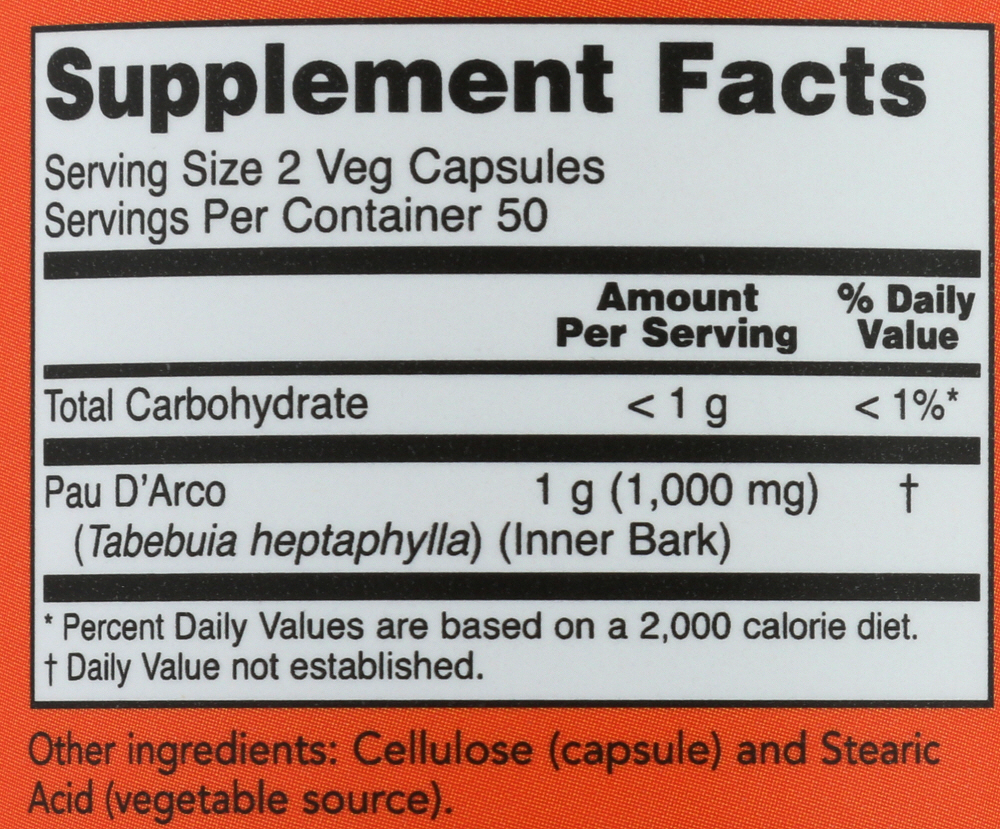 Supplement Facts
Serving Size 2 Veg Capsules
Servings Per Container 50
Amount Per Serving % Daily Value
Total Carbohydrate < 1 g < 1%*
Pau D'Arco 1 g (1,000 mg) †
(Tabebuia heptaphylla) (Inner Bark)
* Percent Daily Values are based on a 2,000 calorie diet.
† Daily Value not established.
Other ingredients: Cellulose (capsule) and Stearic
Acid (vegetable source).